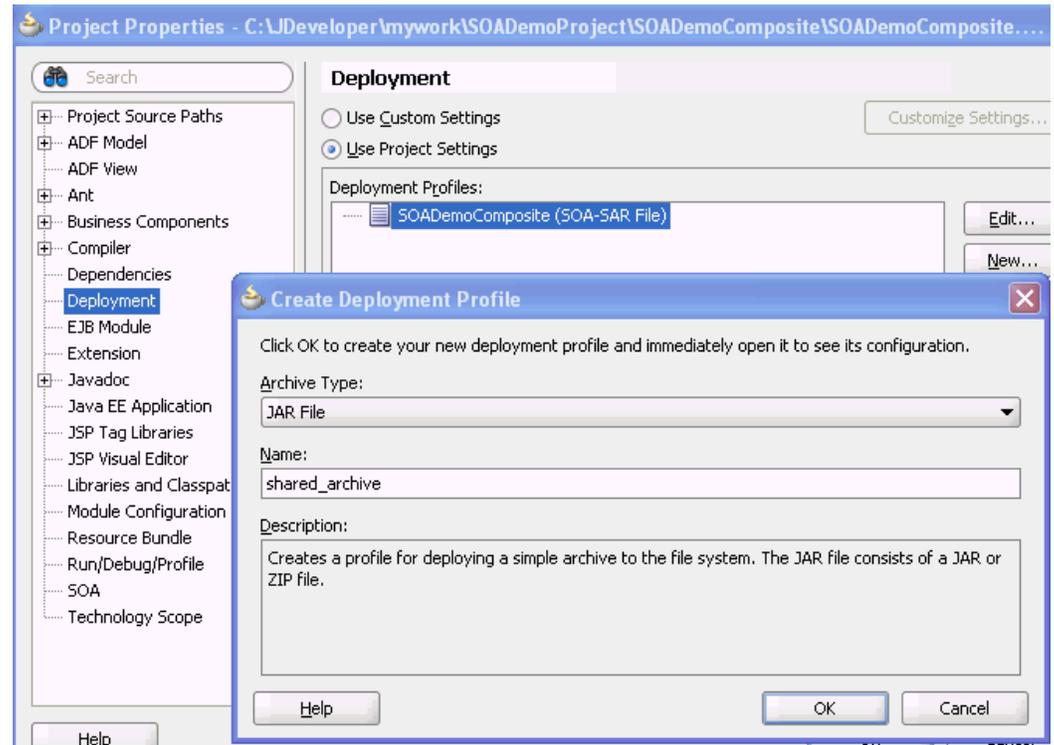 Project Properties - C:\JDeveloper\mywork\SOADemoProject\SOADemoComposite\SOADemoComposite....
Search
Project Source Paths
ADF Model
ADF View
Ant
Business Components
Compiler
Dependencies
Deployment
EJB Module
Extension
Javadoc
Java EE Application
JSP Tag Libraries
JSP Visual Editor
Libraries and Classpat
Module Configuration
Resource Bundle
Run/Debug/Profile
SOA
Technology Scope
Help
Deployment
Use Custom Settings
Customize Settings...
Use Project Settings
Deployment Profiles:
SOADemoComposite (SOA-SAR File)
Edit...
New...
Create Deployment Profile
Click OK to create your new deployment profile and immediately open it to see its configuration.
Archive Type:
JAR File
Name:
shared_archive
Description:
Creates a profile for deploying a simple archive to the file system. The JAR file consists of a JAR or
ZIP file.
Help
OK
Cancel